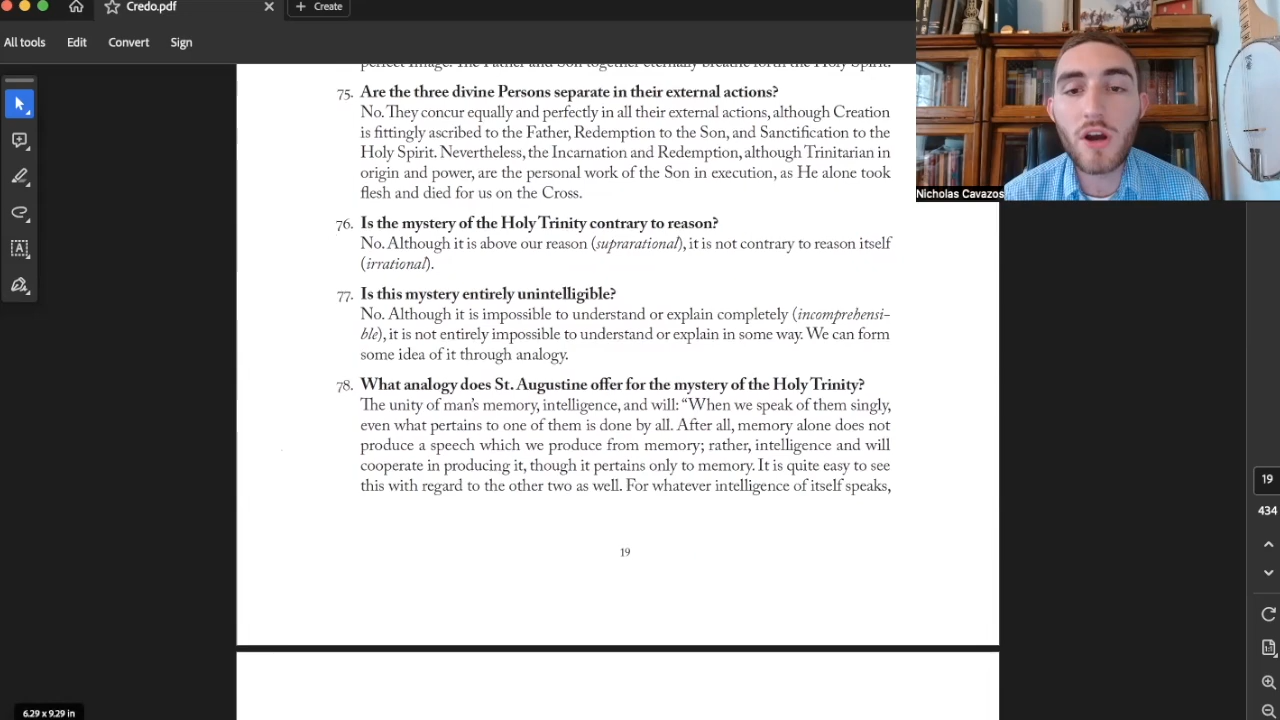 Credo.pdf
Create
All tools
Edit
Convert
Sign
perfect Image. The Father and Son together eternally breathe forth the Holy Spirit.
75. Are the three divine Persons separate in their external actions?
No. They concur equally and perfectly in all their external actions, although Creation
is fittingly ascribed to the Father, Redemption to the Son, and Sanctification to the
Holy Spirit. Nevertheless, the Incarnation and Redemption, although Trinitarian in
origin and power, are the personal work of the Son in execution, as He alone took
flesh and died for us on the Cross.
76. Is the mystery of the Holy Trinity contrary to reason?
No. Although it is above our reason (suprarational), it is not contrary to reason itself
(irrational).
77. Is this mystery entirely unintelligible?
No. Although it is impossible to understand or explain completely (incomprehensi-
ble), it is not entirely impossible to understand or explain in some way. We can form
some idea of it through analogy.
78. What analogy does St. Augustine offer for the mystery of the Holy Trinity?
The unity of man's memory, intelligence, and will: “When we speak of them singly,
even what pertains to one of them is done by all. After all, memory alone does not
produce a speech which we produce from memory; rather, intelligence and will
cooperate in producing it, though it pertains only to memory. It is quite easy to see
this with regard to the other two as well. For whatever intelligence of itself speaks,
19
Nicholas Cavazos
19
434
1:1
6.29 x 9.29 in